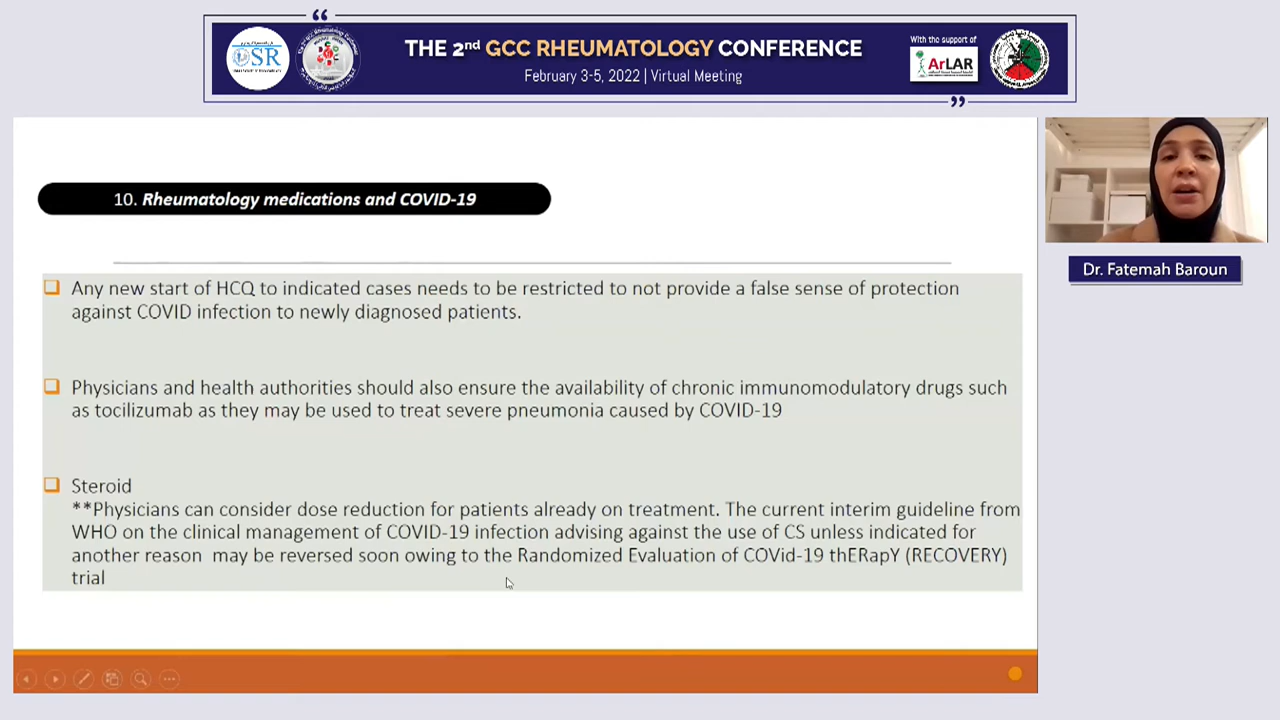 “
THE 2nd GCC RHEUMATOLOGY CONFERENCE
February 3-5, 2022 | Virtual Meeting
OSR
With the support of
ArLAR
”
10. Rheumatology medications and COVID-19
Any new start of HCQ to indicated cases needs to be restricted to not provide a false sense of protection
against COVID infection to newly diagnosed patients.
Physicians and health authorities should also ensure the availability of chronic immunomodulatory drugs such
as tocilizumab as they may be used to treat severe pneumonia caused by COVID-19
Steroid
**Physicians can consider dose reduction for patients already on treatment. The current interim guideline from
WHO on the clinical management of COVID-19 infection advising against the use of CS unless indicated for
another reason may be reversed soon owing to the Randomized Evaluation of COVid-19 thERapY (RECOVERY)
trial
Dr. Fatemah Baroun